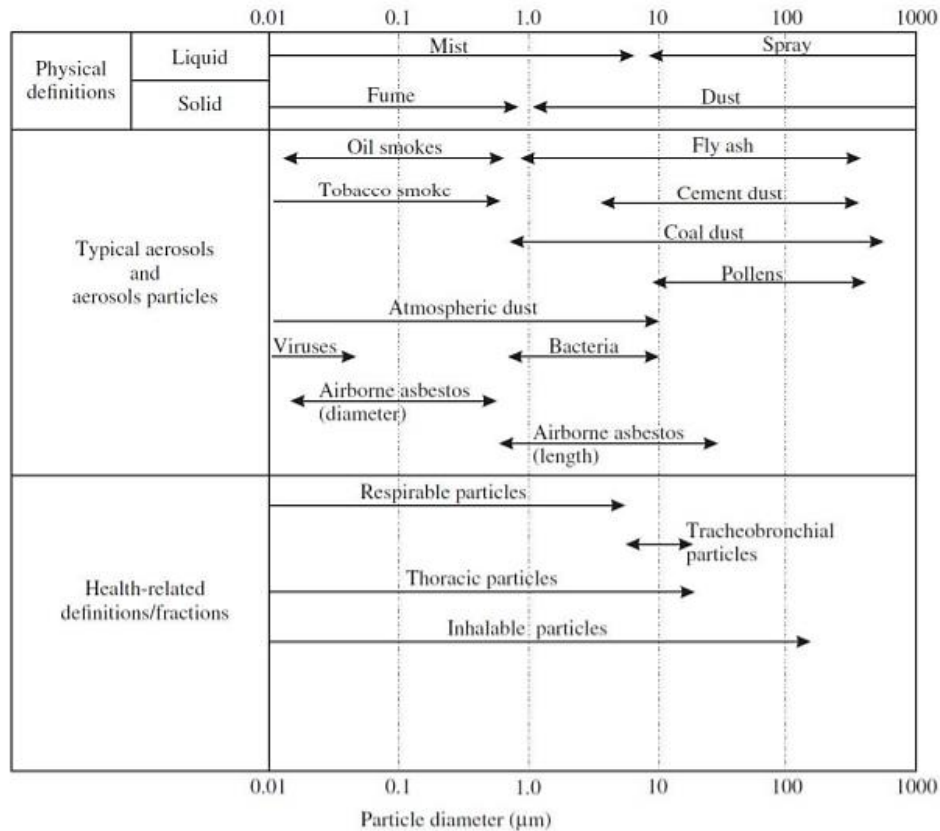 0.01 0.1 1.0 10 100 1000
Physical
definitions
Liquid
Mist
Spray
Solid
Fume
Dust
Typical aerosols
and
aerosols particles
Oil smokes
Fly ash
Tobacco smokc
Cement dust
Coal dust
Pollens
Atmospheric dust
Viruses
Bacteria
Airborne asbestos
(diameter)
Airborne asbestos
(length)
Health-related
definitions/fractions
Respirable particles
Tracheobronchial
particles
Thoracic particles
Inhalable particles
0.01 0.1 1.0 10 100 1000
Particle diameter (μm)